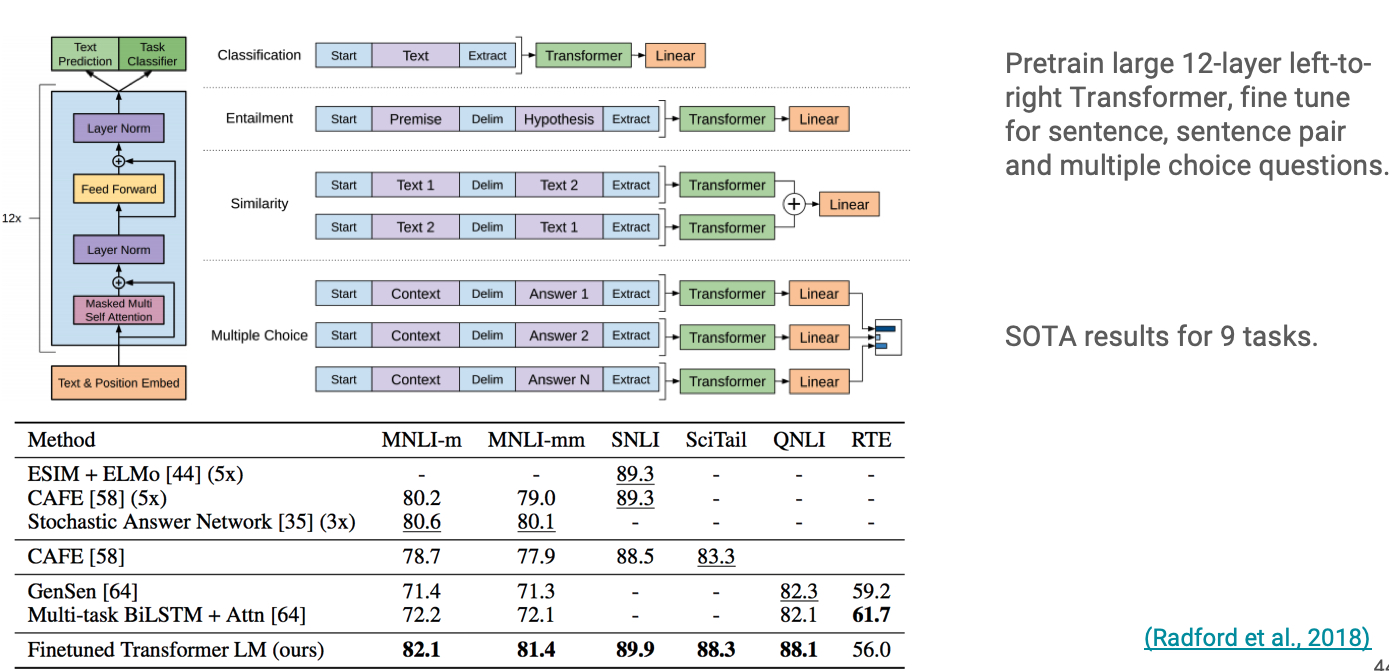 Text Prediction
Task Classifier
12x
Layer Norm
+
Feed Forward
Layer Norm
+
Masked Multi Self Attention
Text & Position Embed
Classification Start Text Extract Transformer Linear
Entailment Start Premise Delim Hypothesis Extract Transformer Linear
Similarity
Start Text 1 Delim Text 2 Extract Transformer
Start Text 2 Delim Text 1 Extract Transformer
+ Linear
Multiple Choice
Start Context Delim Answer 1 Extract Transformer Linear
Start Context Delim Answer 2 Extract Transformer Linear
Start Context Delim Answer N Extract Transformer Linear
Pretrain large 12-layer left-to-
right Transformer, fine tune
for sentence, sentence pair
and multiple choice questions.
SOTA results for 9 tasks.
Method MNLI-m MNLI-mm SNLI SciTail QNLI RTE
ESIM + ELMo [44] (5x) - - 89.3 - - -
CAFE [58] (5x) 80.2 79.0 89.3 - - -
Stochastic Answer Network [35] (3x) 80.6 80.1 - - - -
CAFE [58] 78.7 77.9 88.5 83.3
GenSen [64] 71.4 71.3 - - 82.3 59.2
Multi-task BiLSTM + Attn [64] 72.2 72.1 - - 82.1 61.7
Finetuned Transformer LM (ours) 82.1 81.4 89.9 88.3 88.1 56.0
(Radford et al., 2018)